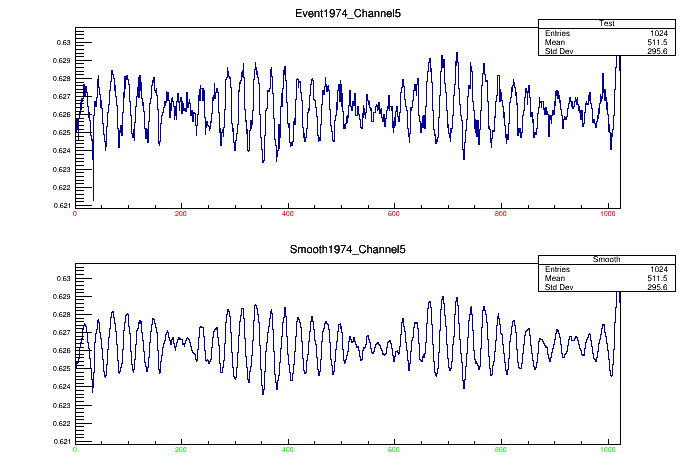 Event1974_Channel5
Test
Entries 1024
Mean 511.5
Std Dev 295.6
0.63
0.629
0.628
0.627
0.626
0.625
0.624
0.623
0.622
0.621
0 200 400 600 800 1000
Smooth1974_Channel5
Smooth
Entries 1024
Mean 511.5
Std Dev 295.6
0.63
0.629
0.628
0.627
0.626
0.625
0.624
0.623
0.622
0.621
0 200 400 600 800 1000